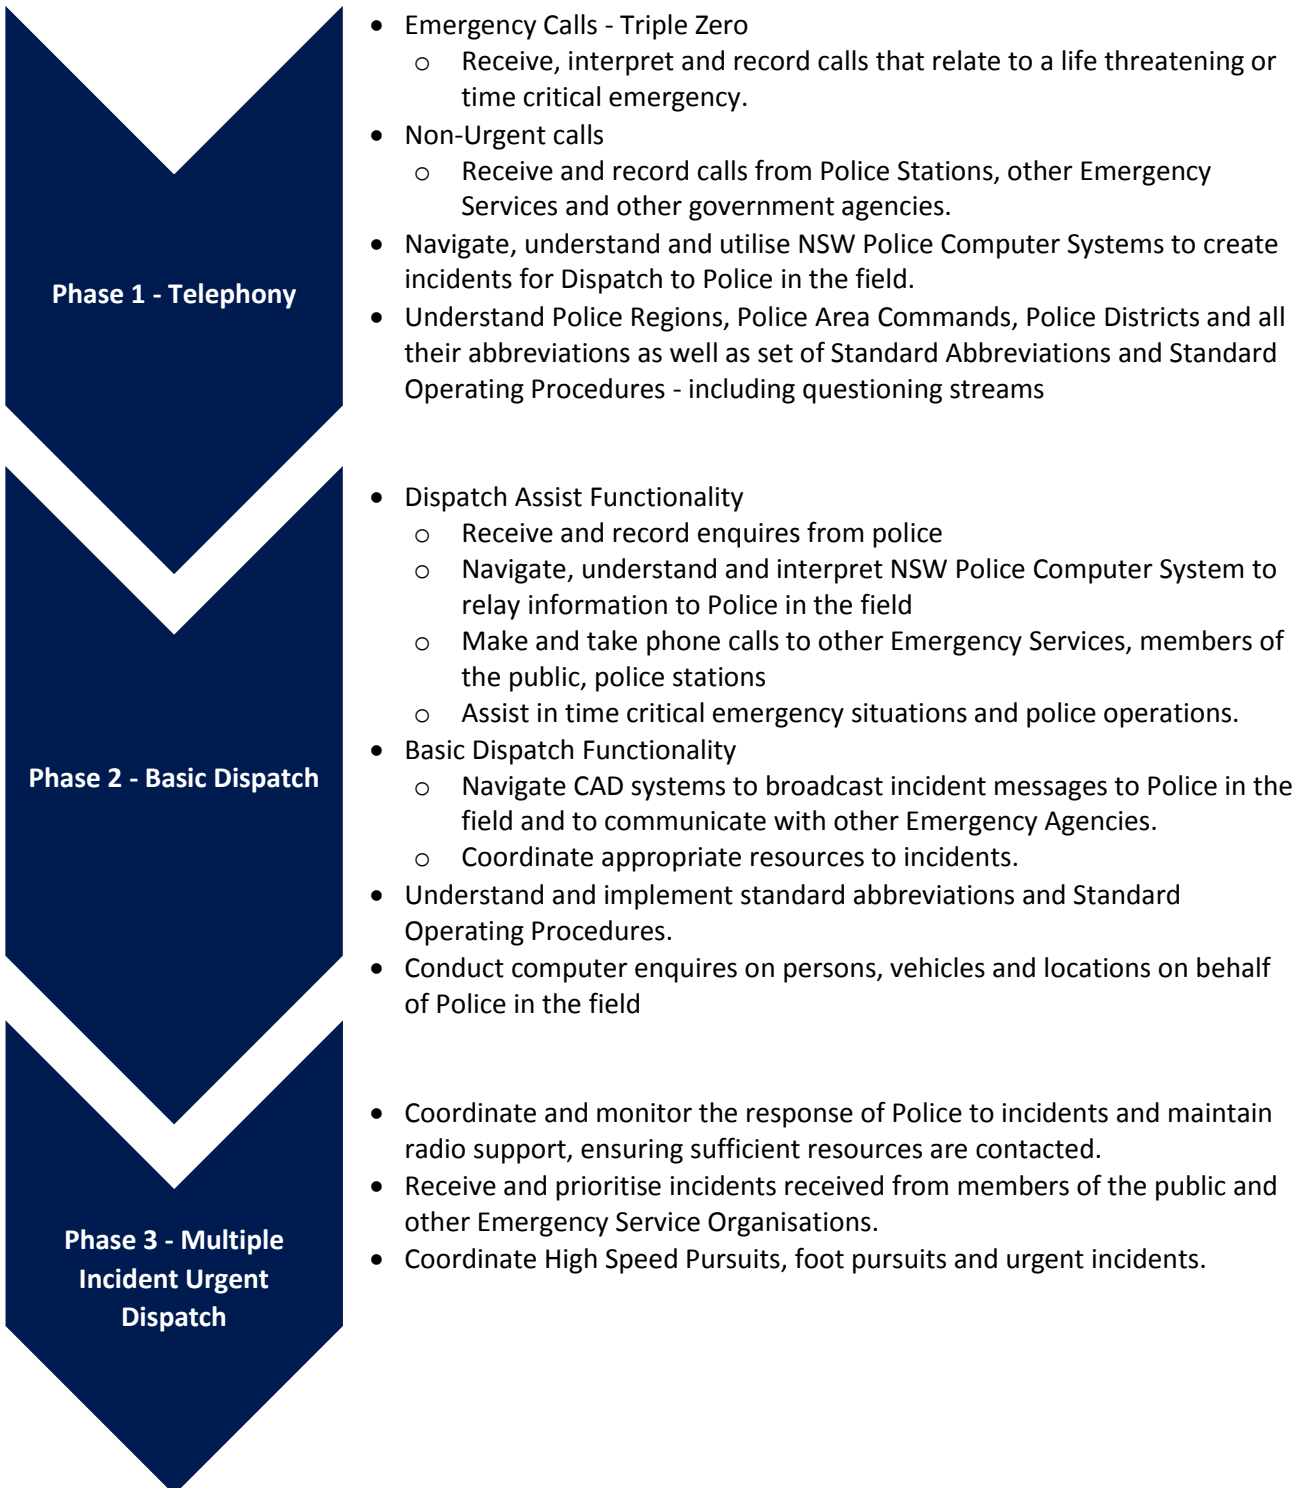 • Emergency Calls - Triple Zero
o Receive, interpret and record calls that relate to a life threatening or
time critical emergency.
• Non-Urgent calls
o Receive and record calls from Police Stations, other Emergency
Services and other government agencies.
• Navigate, understand and utilise NSW Police Computer Systems to create
incidents for Dispatch to Police in the field.
• Understand Police Regions, Police Area Commands, Police Districts and all
their abbreviations as well as set of Standard Abbreviations and Standard
Operating Procedures - including questioning streams
Phase 1 - Telephony
• Dispatch Assist Functionality
o Receive and record enquires from police
o Navigate, understand and interpret NSW Police Computer System to
relay information to Police in the field
o Make and take phone calls to other Emergency Services, members of
the public, police stations
o Assist in time critical emergency situations and police operations.
• Basic Dispatch Functionality
o Navigate CAD systems to broadcast incident messages to Police in the
field and to communicate with other Emergency Agencies.
o Coordinate appropriate resources to incidents.
• Understand and implement standard abbreviations and Standard
Operating Procedures.
• Conduct computer enquires on persons, vehicles and locations on behalf
of Police in the field
Phase 2 - Basic Dispatch
• Coordinate and monitor the response of Police to incidents and maintain
radio support, ensuring sufficient resources are contacted.
• Receive and prioritise incidents received from members of the public and
other Emergency Service Organisations.
• Coordinate High Speed Pursuits, foot pursuits and urgent incidents.
Phase 3 - Multiple
Incident Urgent
Dispatch